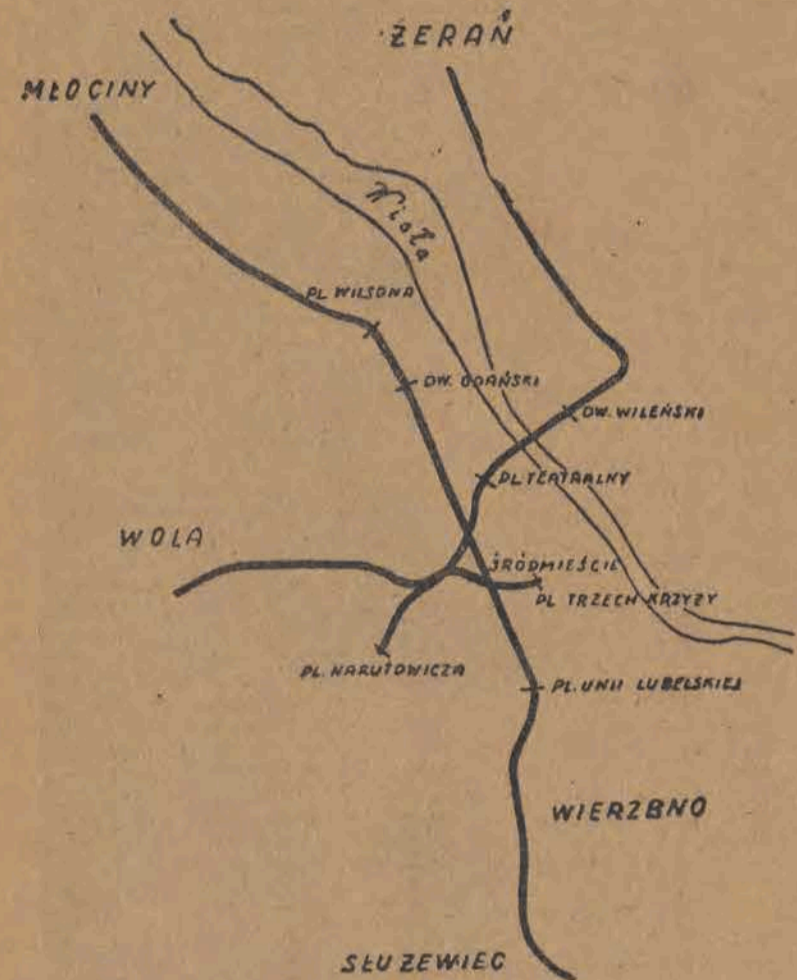 ŻERAŃ
MŁOCINY
Wisła
PL WILSONA
DW. GDAŃSKI
DW. WILEŃSKI
PL TEATRALNY
WOLA
ŚRÓDMIEŚCIE
PL TRZECH KRZYŻY
PL. NARUTOWICZA
PL. UNII LUBELSKIEJ
WIERZBNO
SŁUŻEWIEC